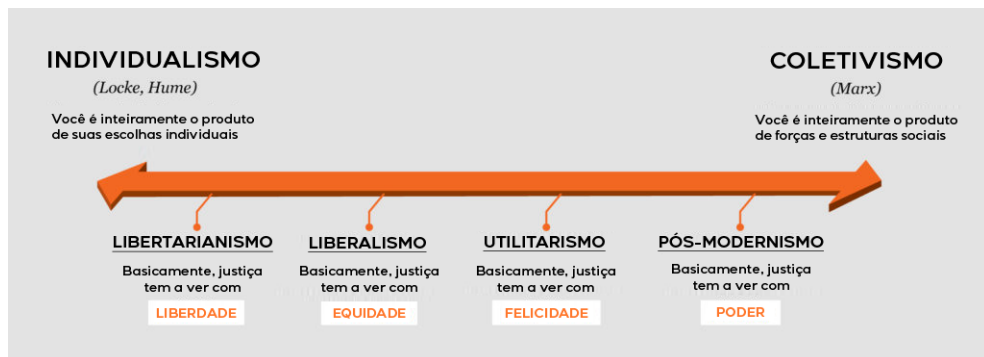 INDIVIDUALISMO
(Locke, Hume)
Você é inteiramente o produto
de suas escolhas individuais
COLETIVISMO
(Marx)
Você é inteiramente o produto
de forças e estruturas sociais
LIBERTARIANISMO
Basicamente, justiça
tem a ver com
LIBERDADE
LIBERALISMO
Basicamente, justiça
tem a ver com
EQUIDADE
UTILITARISMO
Basicamente, justiça
tem a ver com
FELICIDADE
PÓS-MODERNISMO
Basicamente, justiça
tem a ver com
PODER